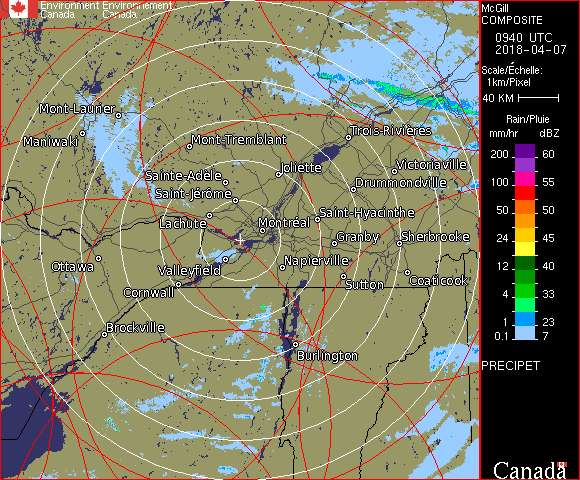 Environment Environnement
Canada Canada
McGill
COMPOSITE
0940 UTC
2018-04-07
Scale/Échelle:
1km/Pixel
40 KM
Rain/Pluie
mm/hr dBZ
200 60
150
100 55
50 50
24 45
12 40
4 33
1 23
0.1 7
PRECIPET
Canada
Mont-Laurier
Maniwaki
Mont-Tremblant
Trois-Rivières
Sainte-Adèle
Joliette
Victoriaville
Saint-Jérôme
Drummondville
Lachute
Montréal
Saint-Hyacinthe
Granby
Sherbrooke
Ottawa
Valleyfield
Napierville
Cornwall
Sutton
Coaticook
Brockville
Burlington